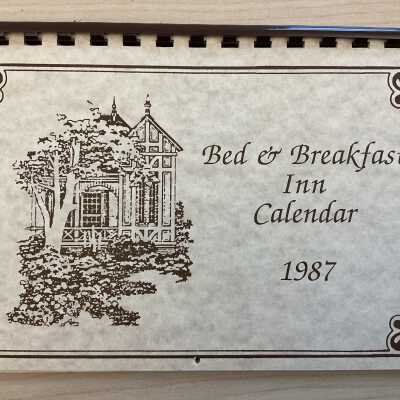 Bed & Breakfast
Inn
Calendar
1987